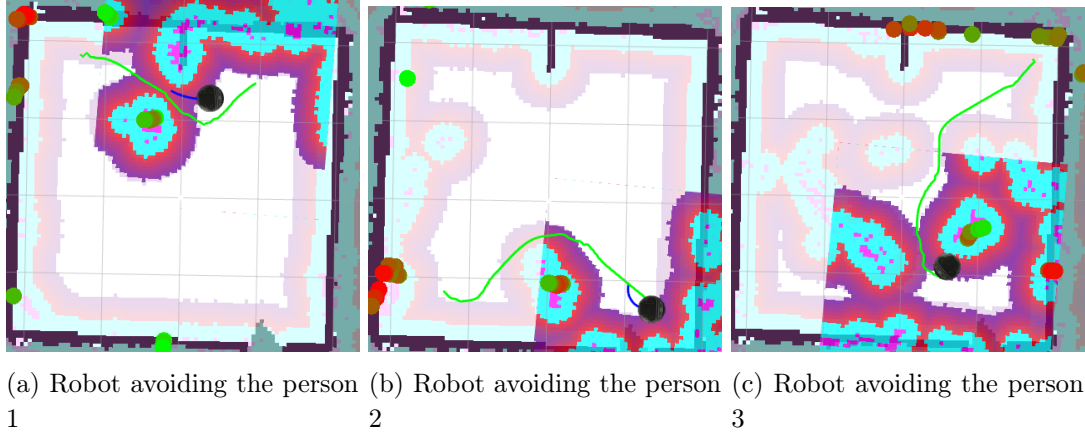 (a) Robot avoiding the person
1
(b) Robot avoiding the person
2
(c) Robot avoiding the person
3